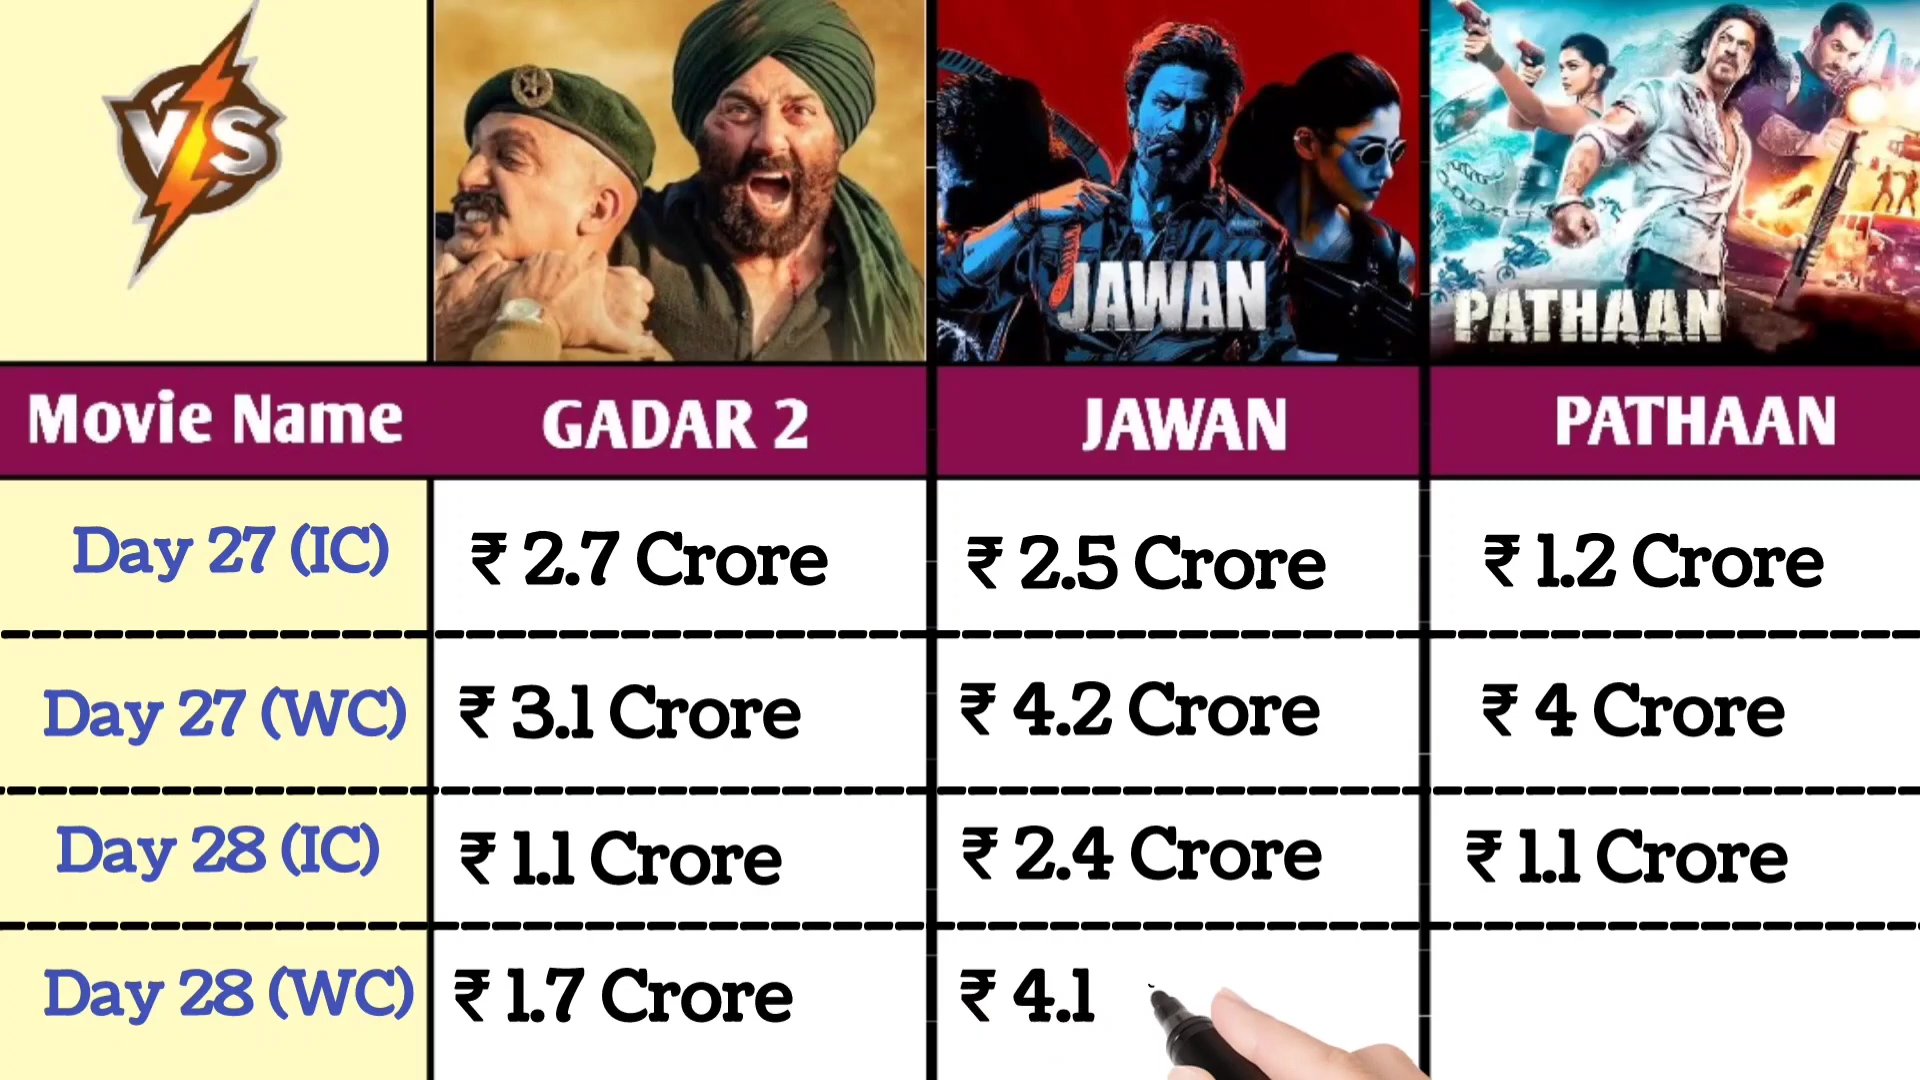 VS
JAWAN
PATHAAN
Movie Name GADAR 2 JAWAN PATHAAN
Day 27 (IC) ₹ 2.7 Crore ₹ 2.5 Crore ₹ 1.2 Crore
Day 27 (WC) ₹ 3.1 Crore ₹ 4.2 Crore ₹ 4 Crore
Day 28 (IC) ₹ 1.1 Crore ₹ 2.4 Crore ₹ 1.1 Crore
Day 28 (WC) ₹ 1.7 Crore ₹ 4.1